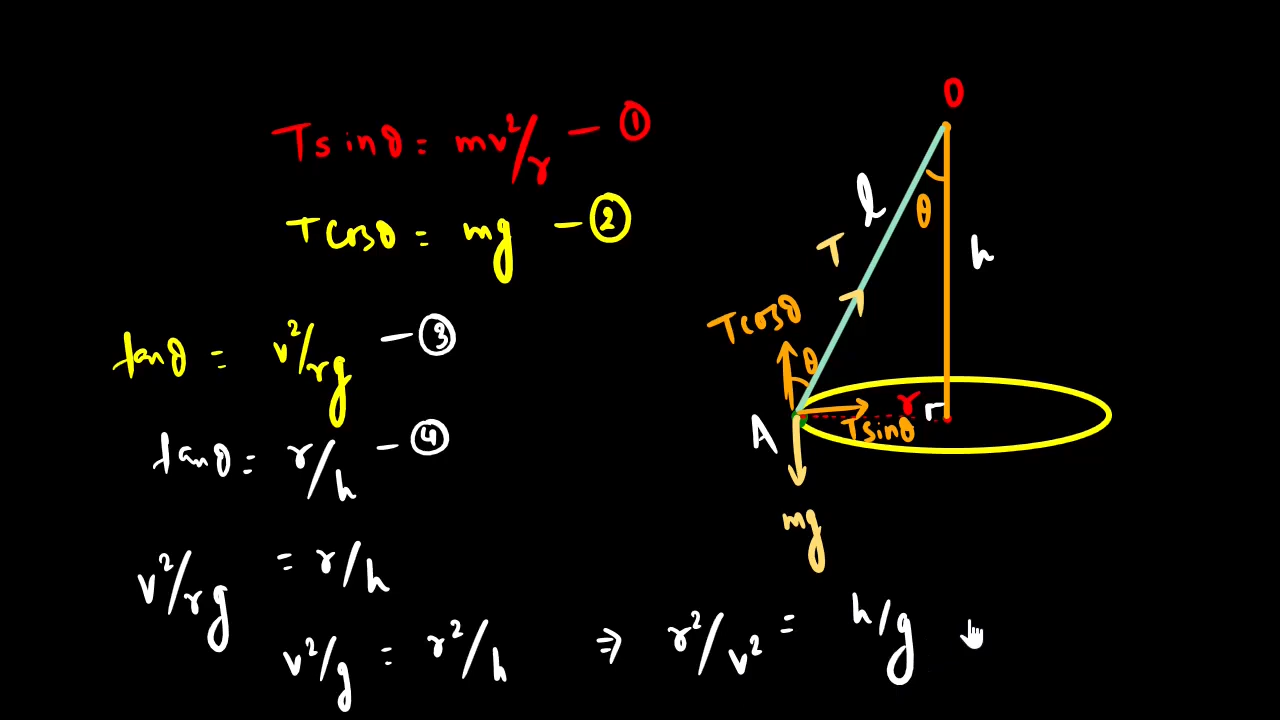 Tsinθ = mv²/r — ①
Tcosθ = mg — ②
tanθ = v²/rg — ③
tanθ = r/h — ④
v²/rg = r/h
v²/g = r²/h ⇒ r²/v² = h/g
O
l
θ
T
h
Tcosθ
θ
r
r
A
Tsinθ
mg